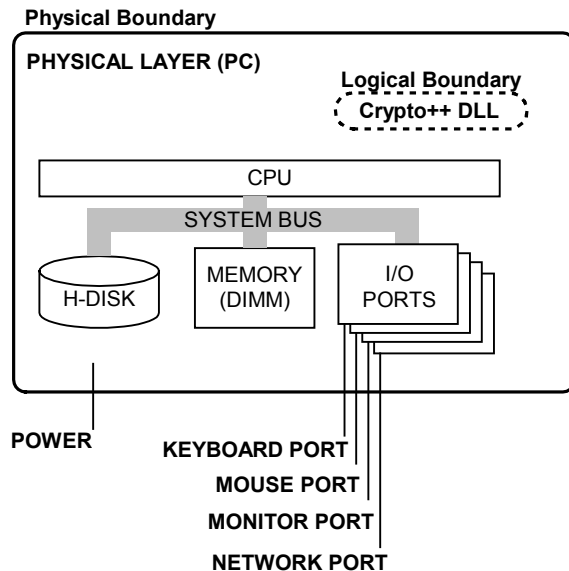 Physical Boundary
PHYSICAL LAYER (PC)
Logical Boundary
Crypto++ DLL
CPU
SYSTEM BUS
H-DISK
MEMORY
(DIMM)
I/O
PORTS
POWER
KEYBOARD PORT
MOUSE PORT
MONITOR PORT
NETWORK PORT